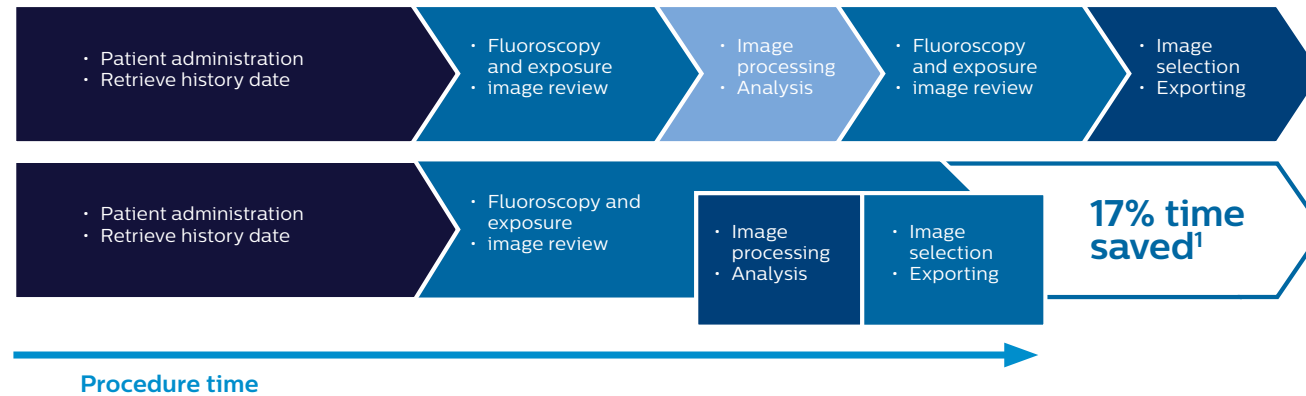 · Patient administration
· Retrieve history date
· Fluoroscopy
and exposure
· image review
· Image
processing
· Analysis
· Fluoroscopy
and exposure
· image review
· Image
selection
· Exporting
· Patient administration
· Retrieve history date
· Fluoroscopy and
exposure
· image review
· Image
processing
· Analysis
· Image
selection
· Exporting
17% time
saved¹
Procedure time